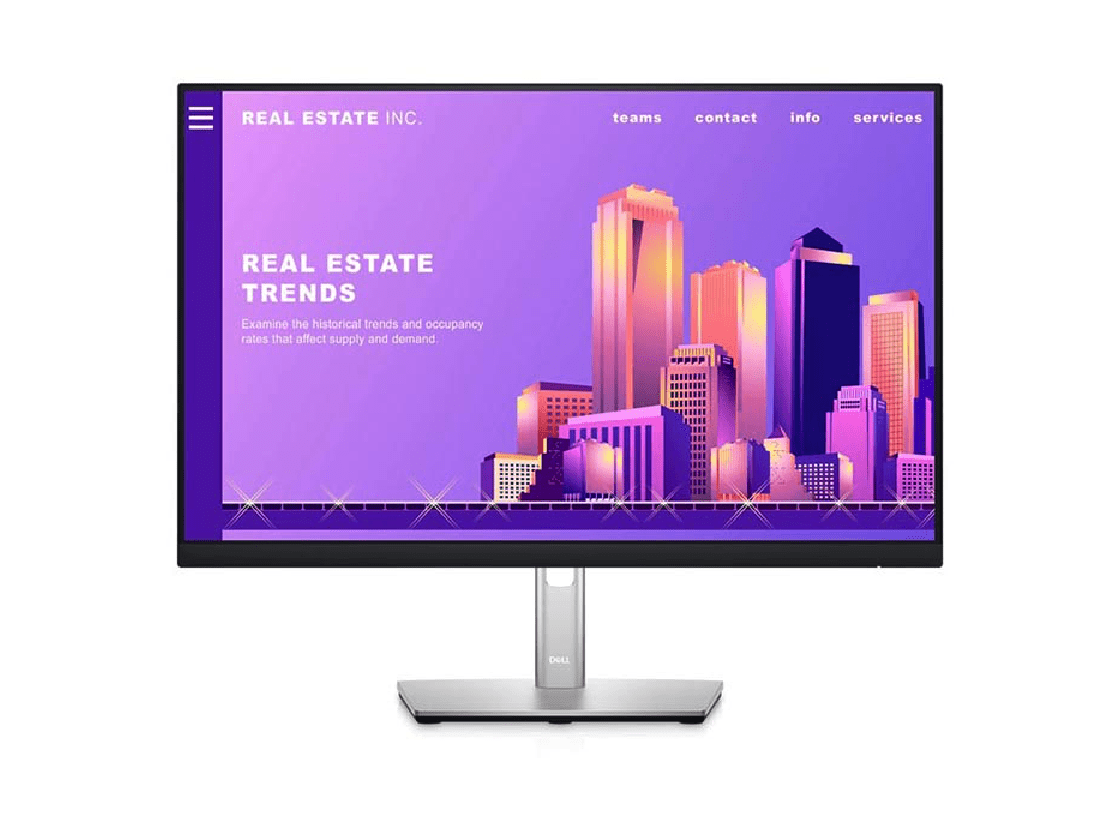 REAL ESTATE INC.
teams contact info services
REAL ESTATE
TRENDS
Examine the historical trends and occupancy
rates that affect supply and demand.
DELL